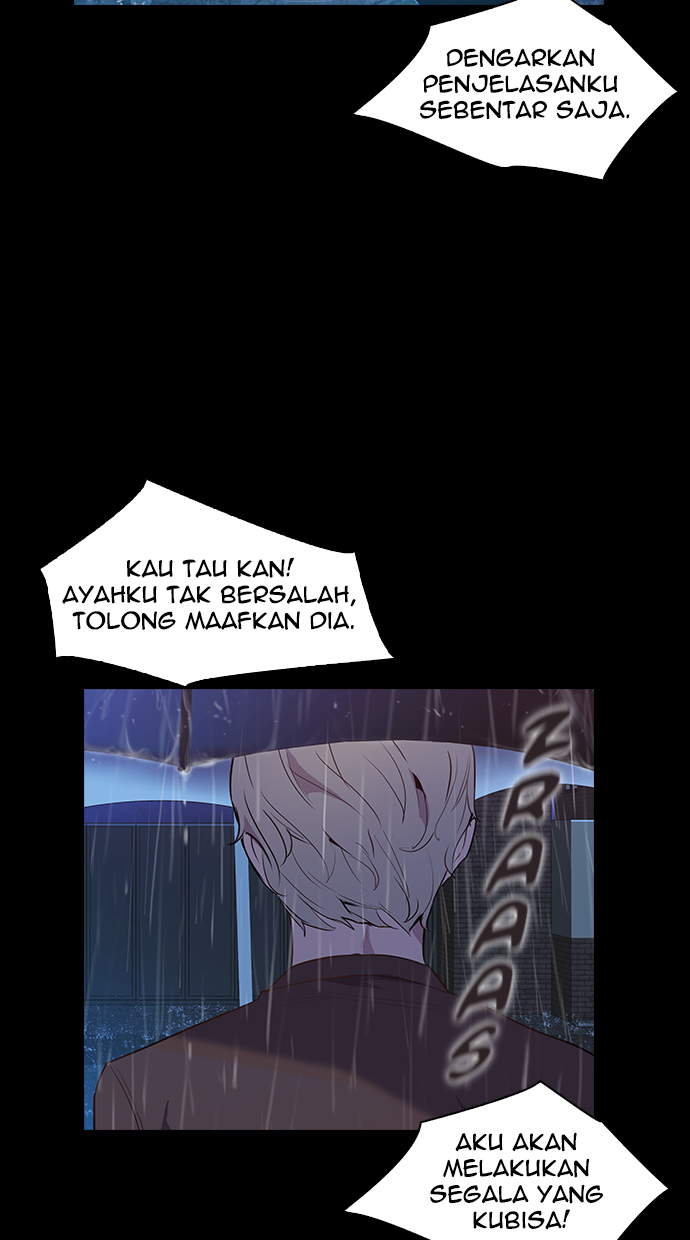 DENGARKAN
PENJELASANKU
SEBENTAR SAJA.
KAU TAU KAN!
AYAHKU TAK BERSALAH,
TOLONG MAAFKAN DIA.
ZRAAAS
AKU AKAN
MELAKUKAN
SEGALA YANG
KUBISA!